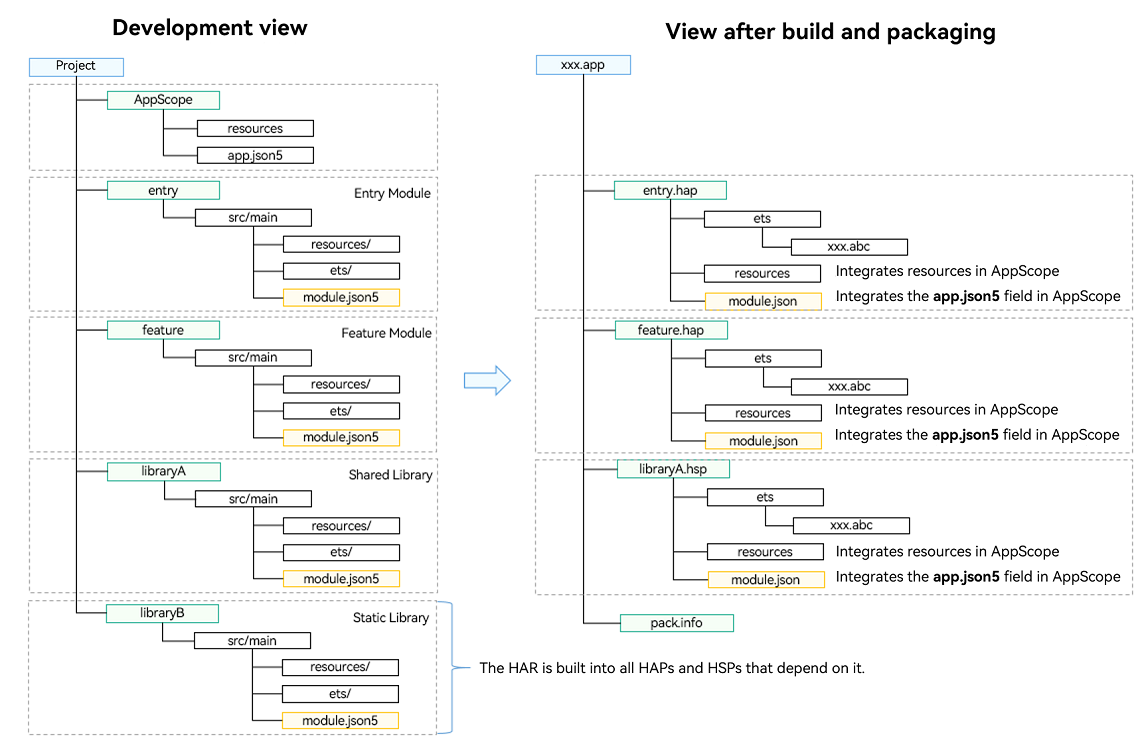 Development view
Project
AppScope
resources
app.json5
entry
Entry Module
src/main
resources/
ets/
module.json5
feature
Feature Module
src/main
resources/
ets/
module.json5
libraryA
Shared Library
src/main
resources/
ets/
module.json5
libraryB
Static Library
src/main
resources/
ets/
module.json5
The HAR is built into all HAPs and HSPs that depend on it.
View after build and packaging
xxx.app
entry.hap
ets
xxx.abc
resources Integrates resources in AppScope
module.json Integrates the app.json5 field in AppScope
feature.hap
ets
xxx.abc
resources Integrates resources in AppScope
module.json Integrates the app.json5 field in AppScope
libraryA.hsp
ets
xxx.abc
resources Integrates resources in AppScope
module.json Integrates the app.json5 field in AppScope
pack.info